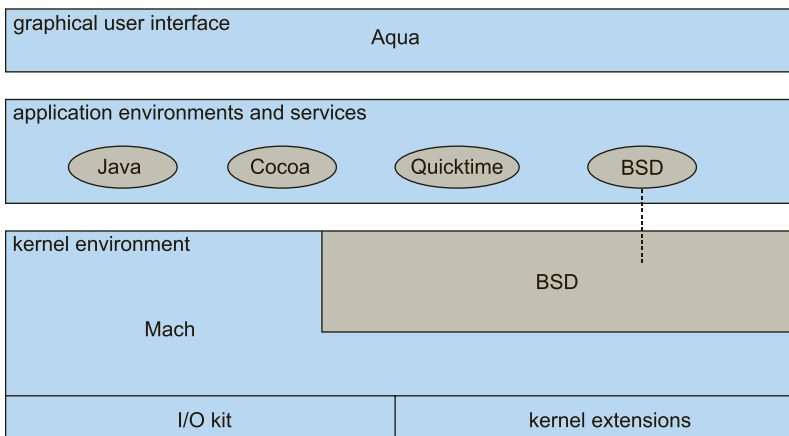 graphical user interface
Aqua
application environments and services
Java Cocoa Quicktime BSD
kernel environment
BSD
Mach
I/O kit kernel extensions